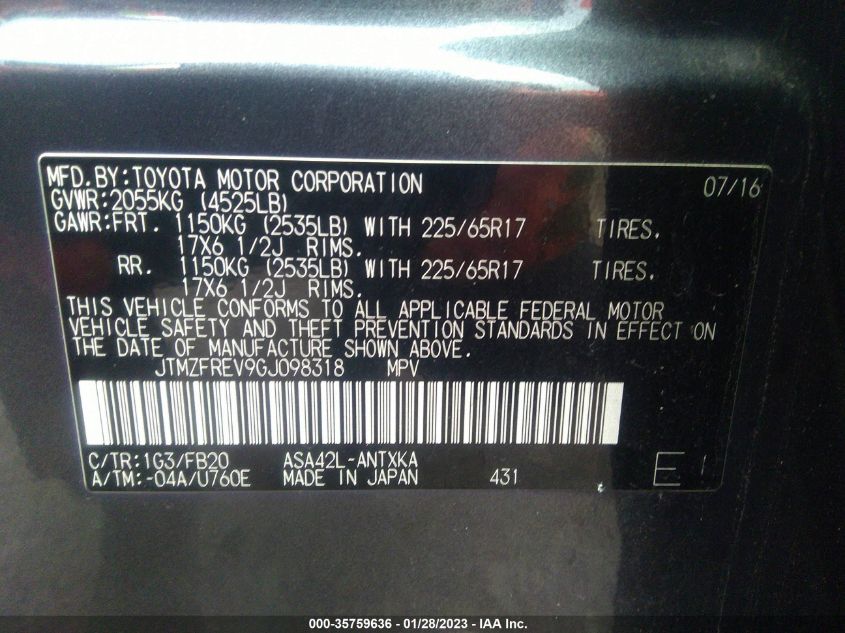 MFD.BY:TOYOTA MOTOR CORPORATION 07/16
GVWR:2055KG (4525LB)
GAWR:FRT. 1150KG (2535LB) WITH 225/65R17 TIRES,
17X6 1/2J RIMS.
RR. 1150KG (2535LB) WITH 225/65R17 TIRES,
17X6 1/2J RIMS.
THIS VEHICLE CONFORMS TO ALL APPLICABLE FEDERAL MOTOR
VEHICLE SAFETY AND THEFT PREVENTION STANDARDS IN EFFECT ON
THE DATE OF MANUFACTURE SHOWN ABOVE.
JTMZFREV9GJ098318 MPV
C/TR:1G3/FB20 ASA42L-ANTXKA
A/TM:-04A/U760E MADE IN JAPAN 431 E
000-35759636 - 01/28/2023 - IAA Inc.